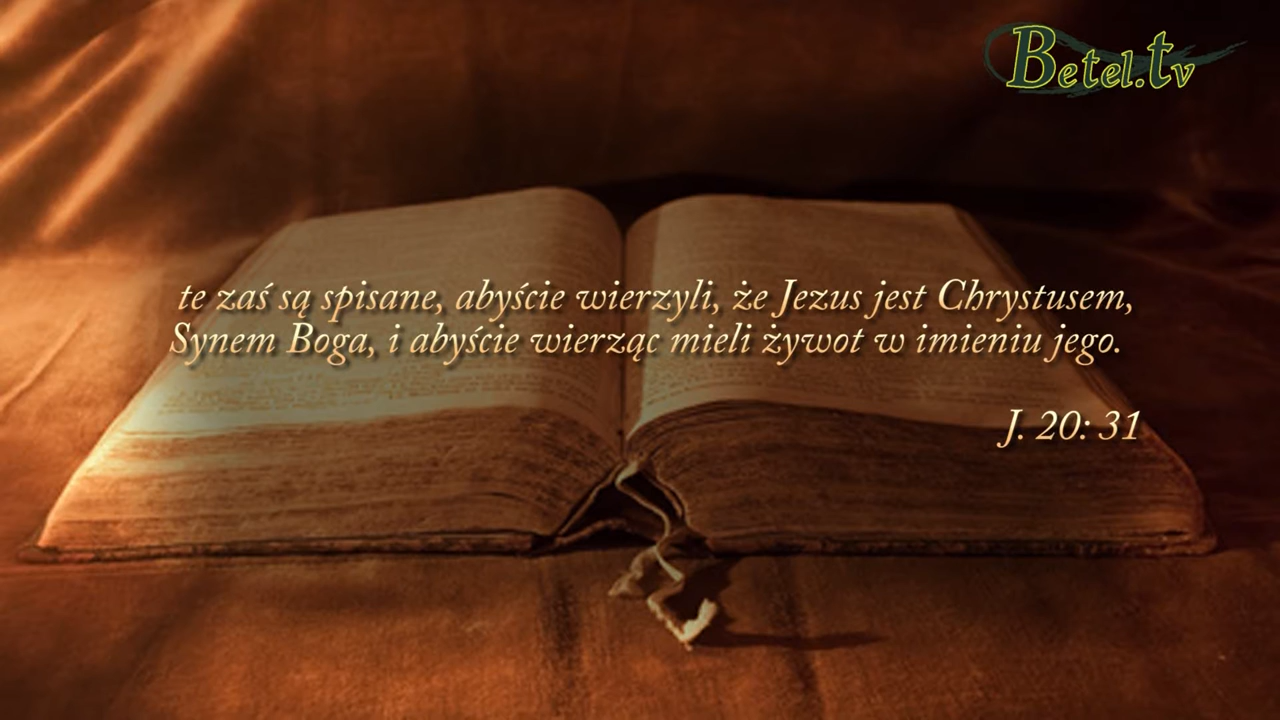 Betel.tv
te zaś są spisane, abyście wierzyli, że Jezus jest Chrystusem,
Synem Boga, i abyście wierząc mieli żywot w imieniu jego.
J. 20: 31